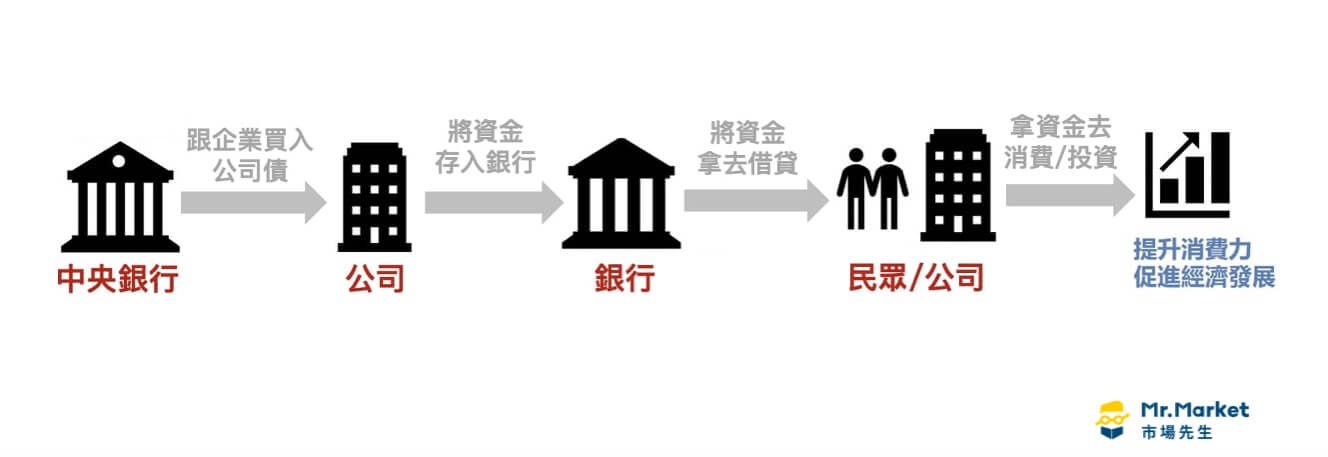 跟企業買入
公司債
將資金
存入銀行
將資金
拿去借貸
拿資金去
消費/投資
中央銀行
公司
銀行
民眾/公司
提升消費力
促進經濟發展
Mr.Market
市場先生